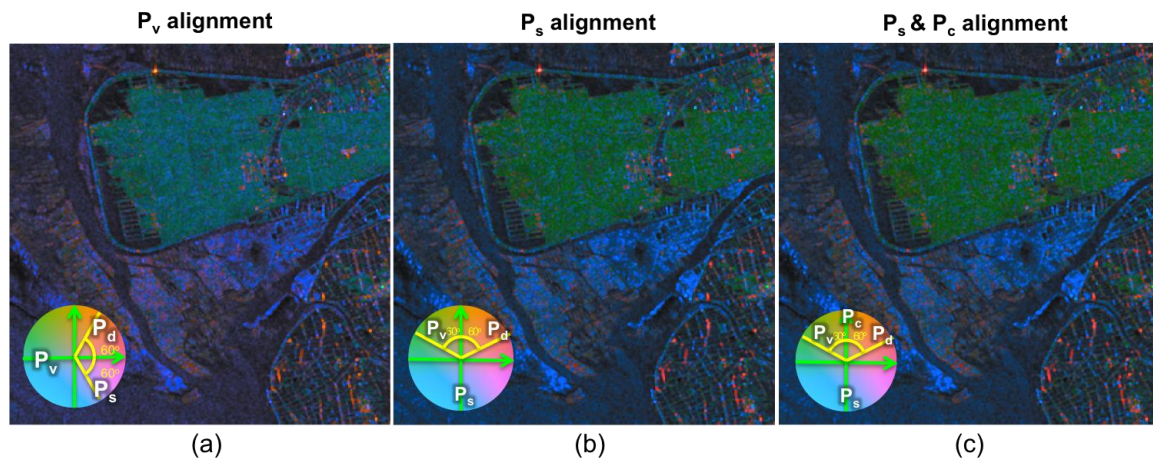 Pv alignment
Ps alignment
Ps & Pc alignment
Pd
60°
Pv
60°
Ps
Pv
60°
60°
Pd
Ps
Pc
Pv
30°
60°
Pd
Ps
(a)
(b)
(c)